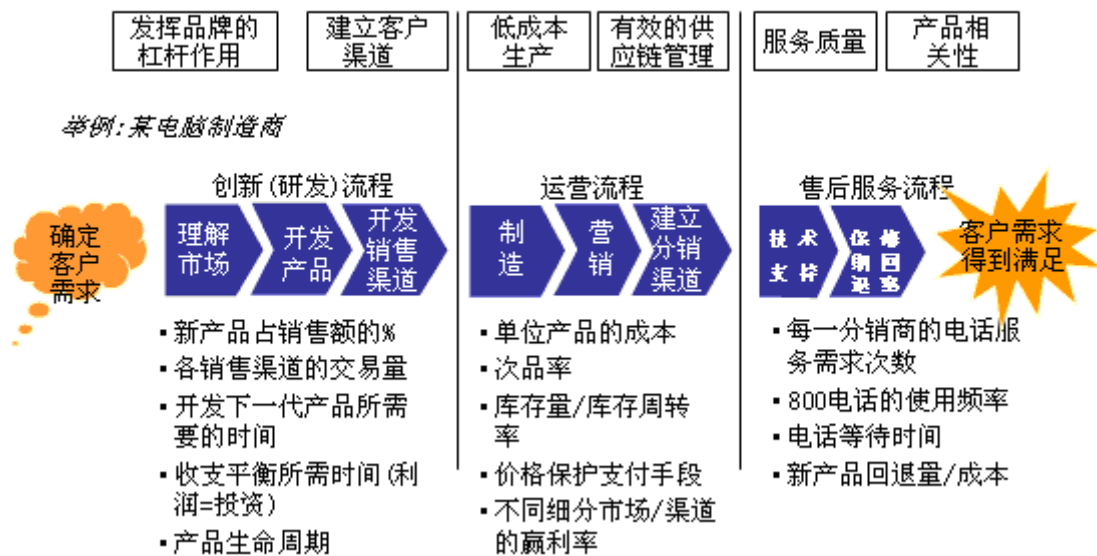 发挥品牌的
杠杆作用
建立客户
渠道
低成本
生产
有效的供
应链管理
服务质量
产品相
关性
举例:某电脑制造商
创新(研发)流程
运营流程
售后服务流程
确定
客户
需求
理解
市场
开发
产品
开发
销售
渠道
制
造
营
销
建立
分销
渠道
技术
支持
客户需求
得到满足
▪ 新产品占销售额的%
▪ 各销售渠道的交易量
▪ 开发下一代产品所需
要的时间
▪ 收支平衡所需时间(利
润=投资)
▪ 产品生命周期
▪ 单位产品的成本
▪ 次品率
▪ 库存量/库存周转
率
▪ 价格保护支付手段
▪ 不同细分市场/渠道
的赢利率
▪ 每一分销商的电话服
务需求次数
▪ 800电话的使用频率
▪ 电话等待时间
▪ 新产品回退量/成本